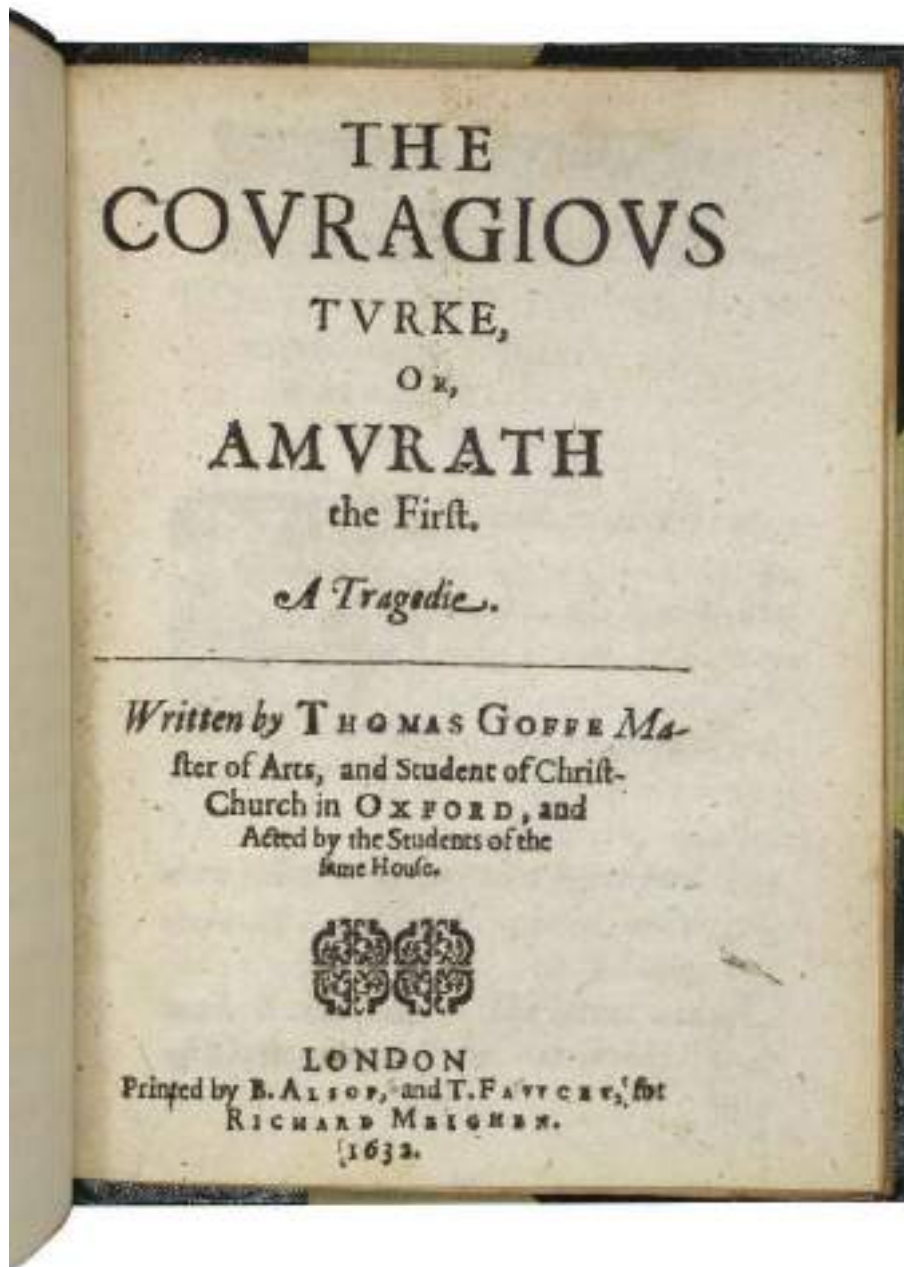 THE
COVRAGIOVS
TVRKE,
OR,
AMVRATH
the Firſt.
A Tragedie.
Written by THOMAS GOFFE Ma-
ſter of Arts, and Student of Chriſt-
Church in OXFORD, and
Acted by the Students of the
ſame Houſe.
LONDON
Printed by B. ALSOP, and T. FAVVCET, for
RICHARD MEIGHEN.
1632.